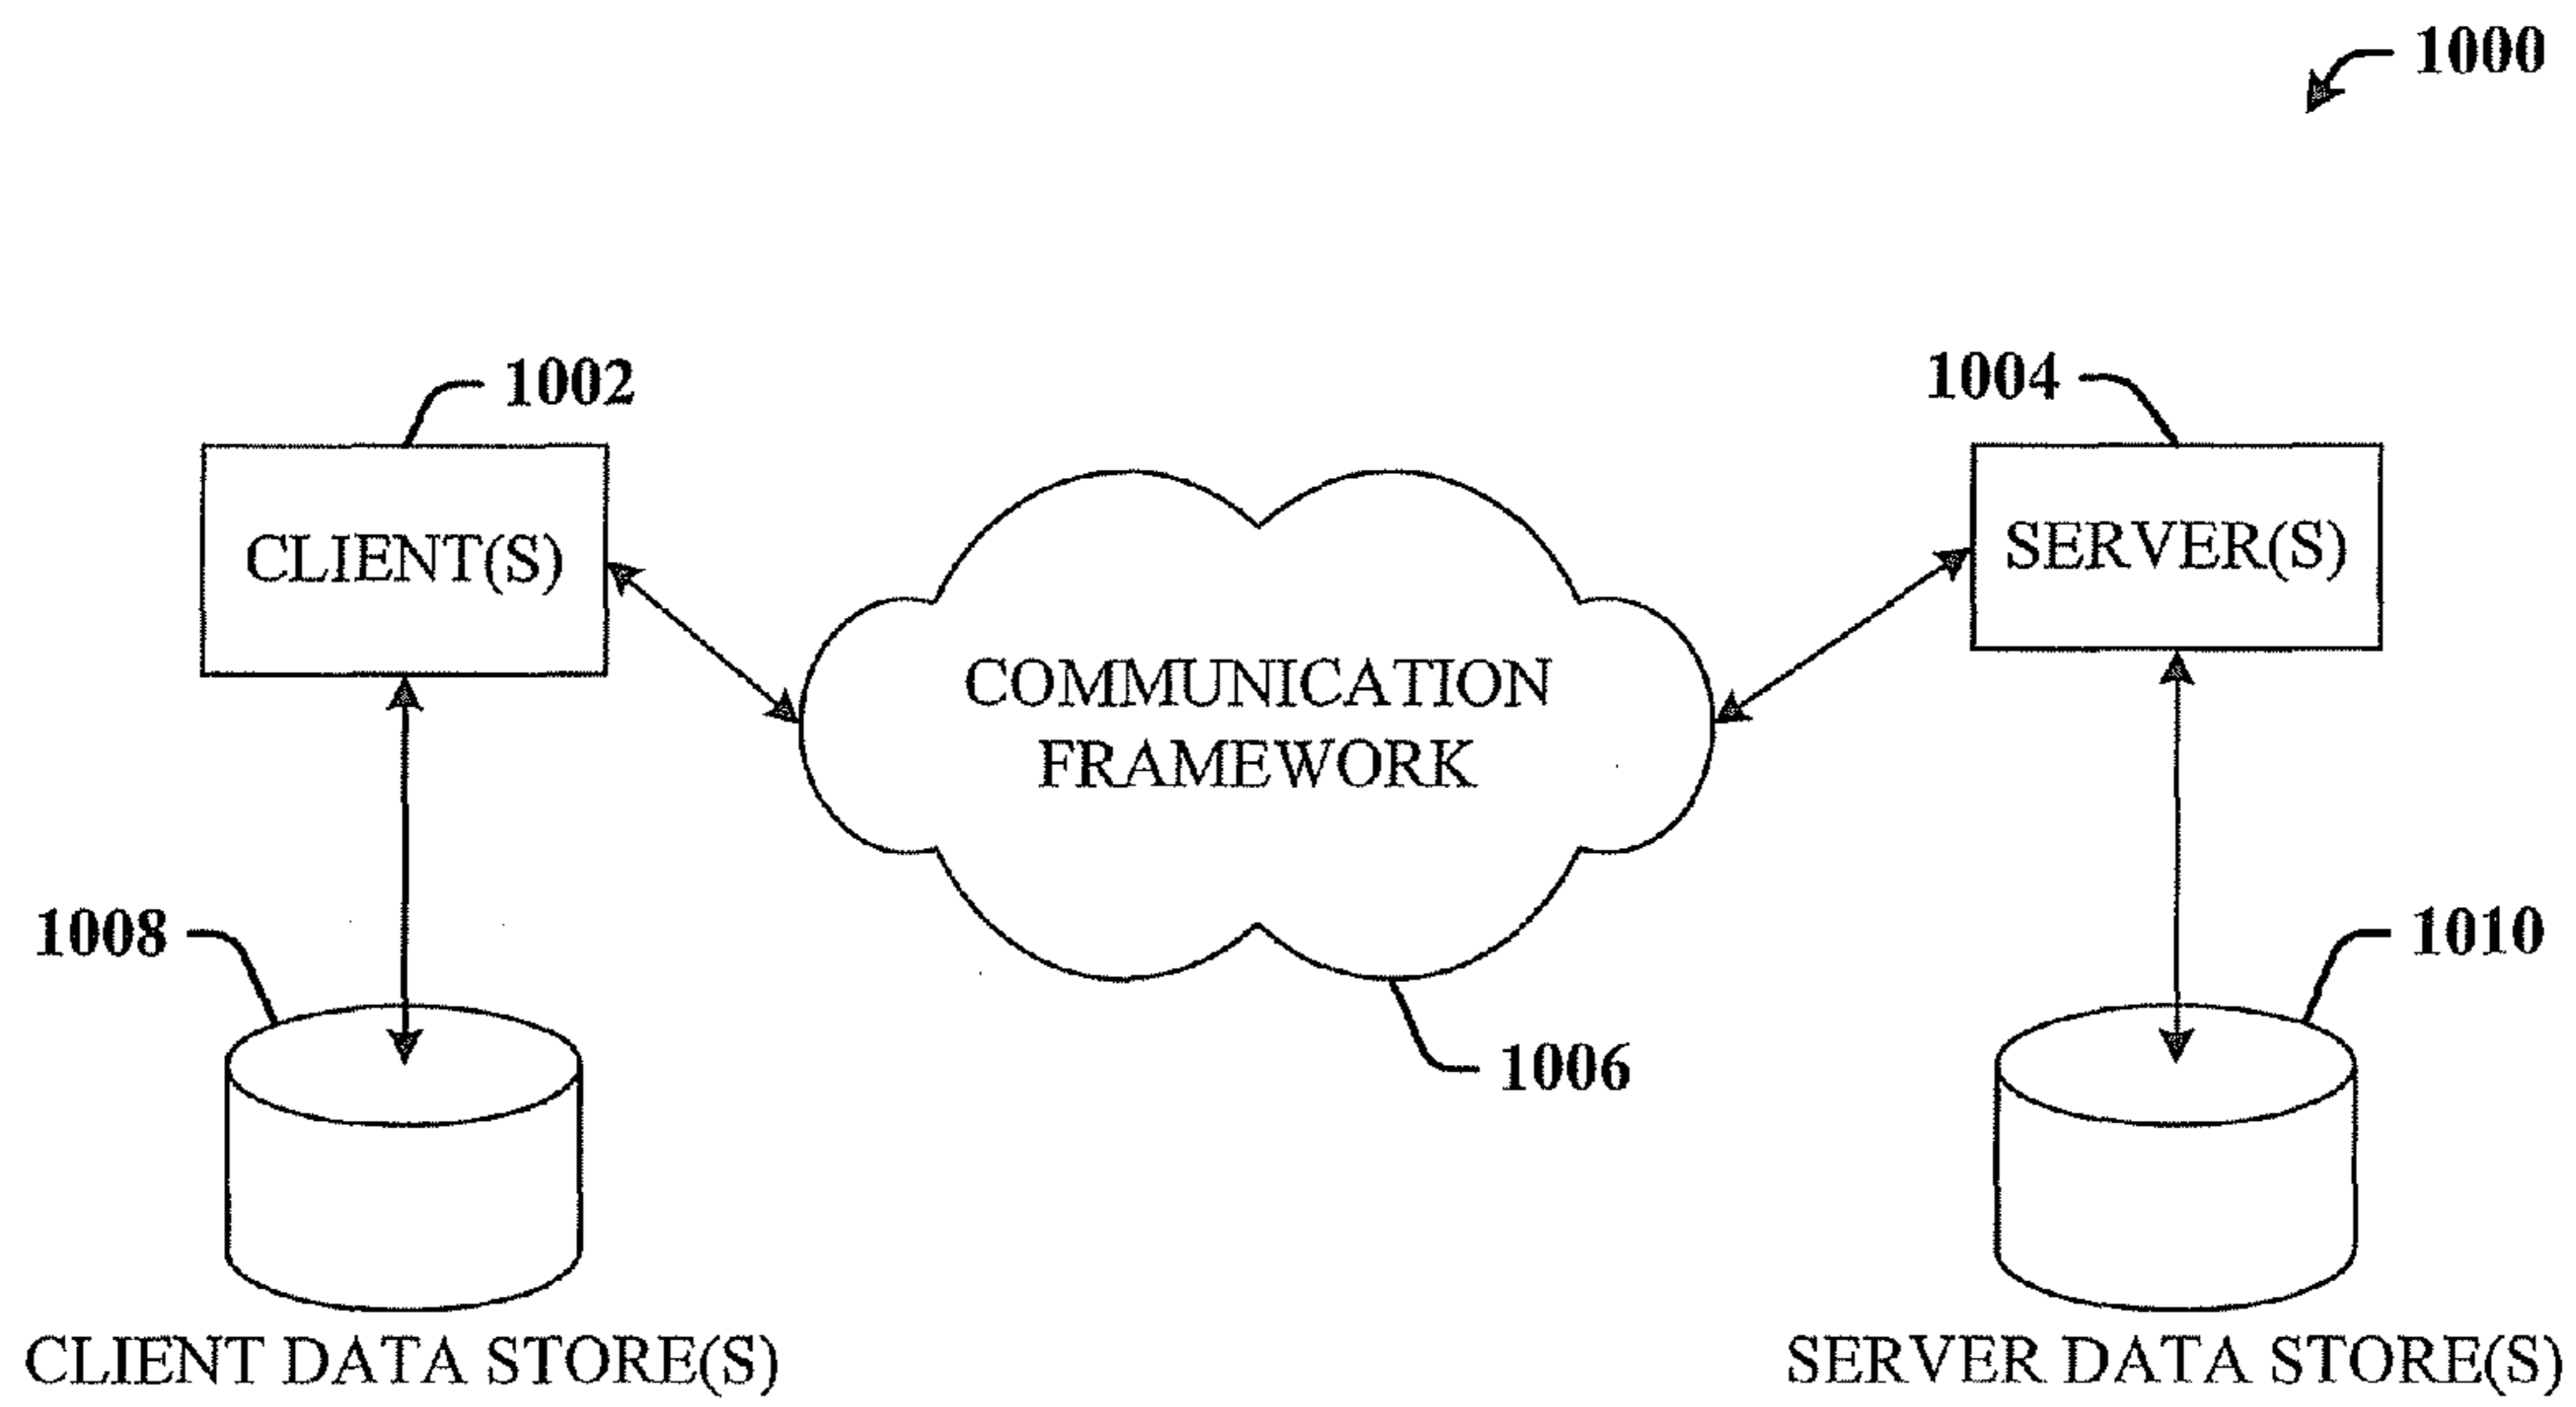 1000
1002
1004
CLIENT(S)
SERVER(S)
COMMUNICATION
FRAMEWORK
1008
1010
1006
CLIENT DATA STORE(S)
SERVER DATA STORE(S)